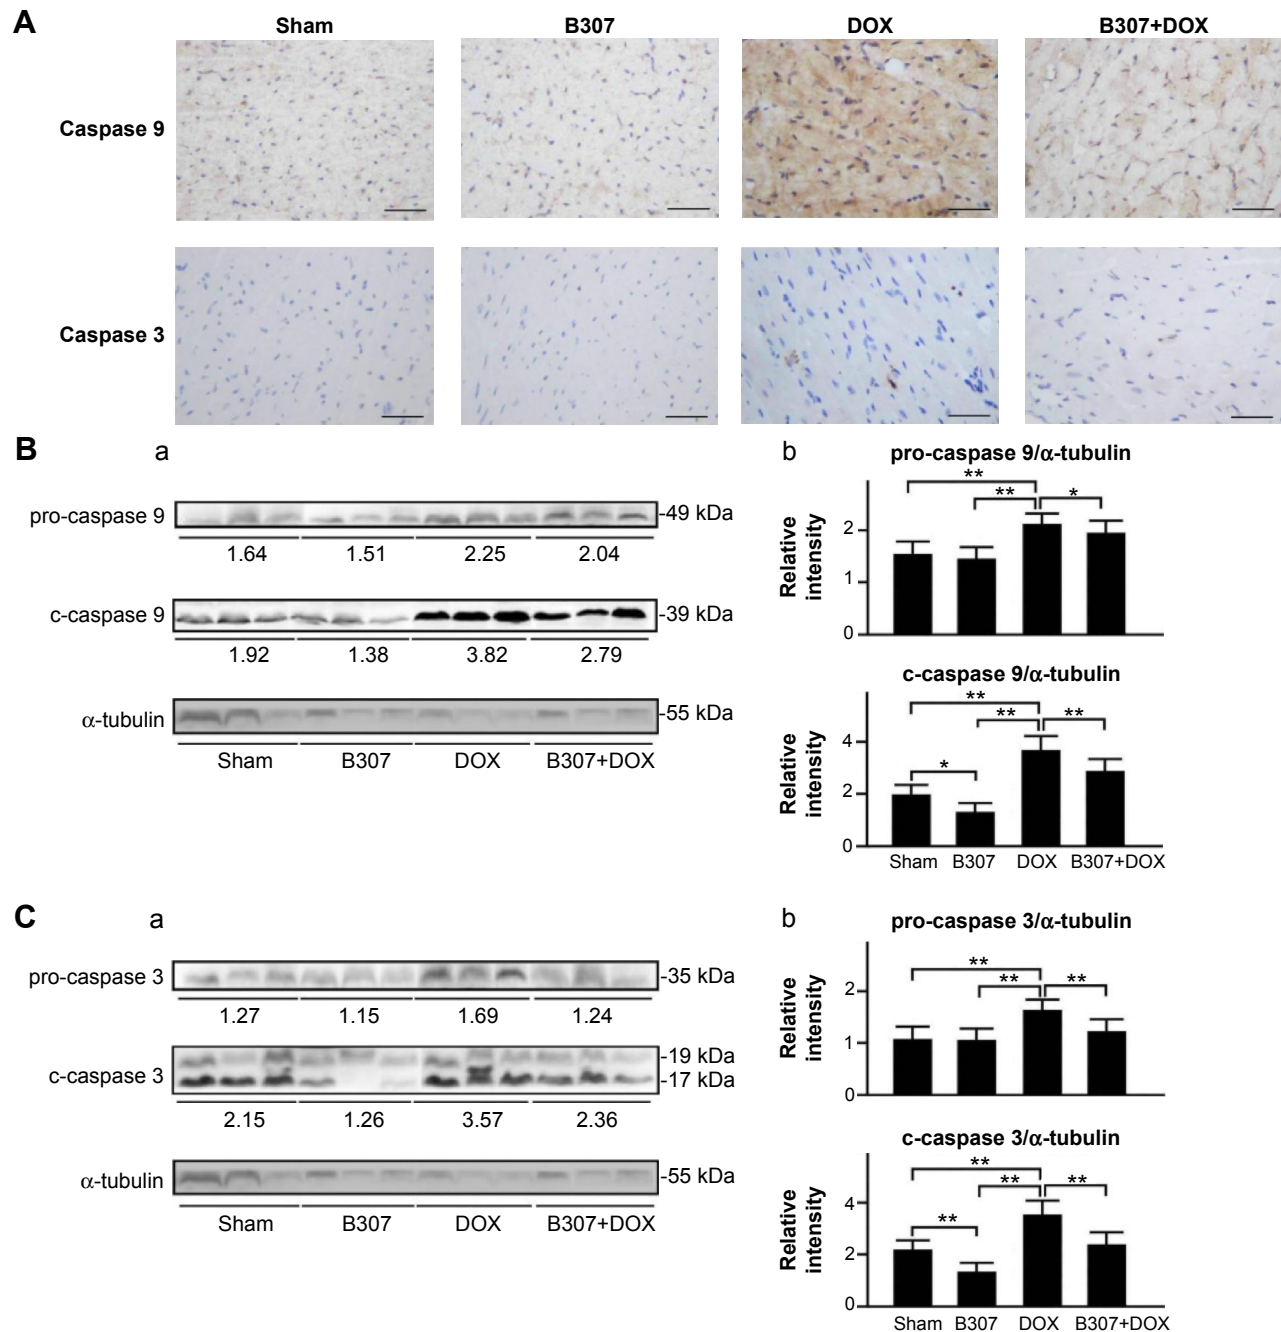 A
Sham B307 DOX B307+DOX
Caspase 9
Caspase 3
B
a
pro-caspase 9
-49 kDa
1.64 1.51 2.25 2.04
c-caspase 9
-39 kDa
1.92 1.38 3.82 2.79
α-tubulin
-55 kDa
Sham B307 DOX B307+DOX
b
pro-caspase 9/α-tubulin
Relative
intensity
2
1
0
** ** *
c-caspase 9/α-tubulin
Relative
intensity
4
2
0
** ** ** *
Sham B307 DOX B307+DOX
C
a
pro-caspase 3
-35 kDa
1.27 1.15 1.69 1.24
c-caspase 3
-19 kDa
-17 kDa
2.15 1.26 3.57 2.36
α-tubulin
-55 kDa
Sham B307 DOX B307+DOX
b
pro-caspase 3/α-tubulin
Relative
intensity
2
1
0
** ** **
c-caspase 3/α-tubulin
Relative
intensity
4
2
0
** ** ** **
Sham B307 DOX B307+DOX